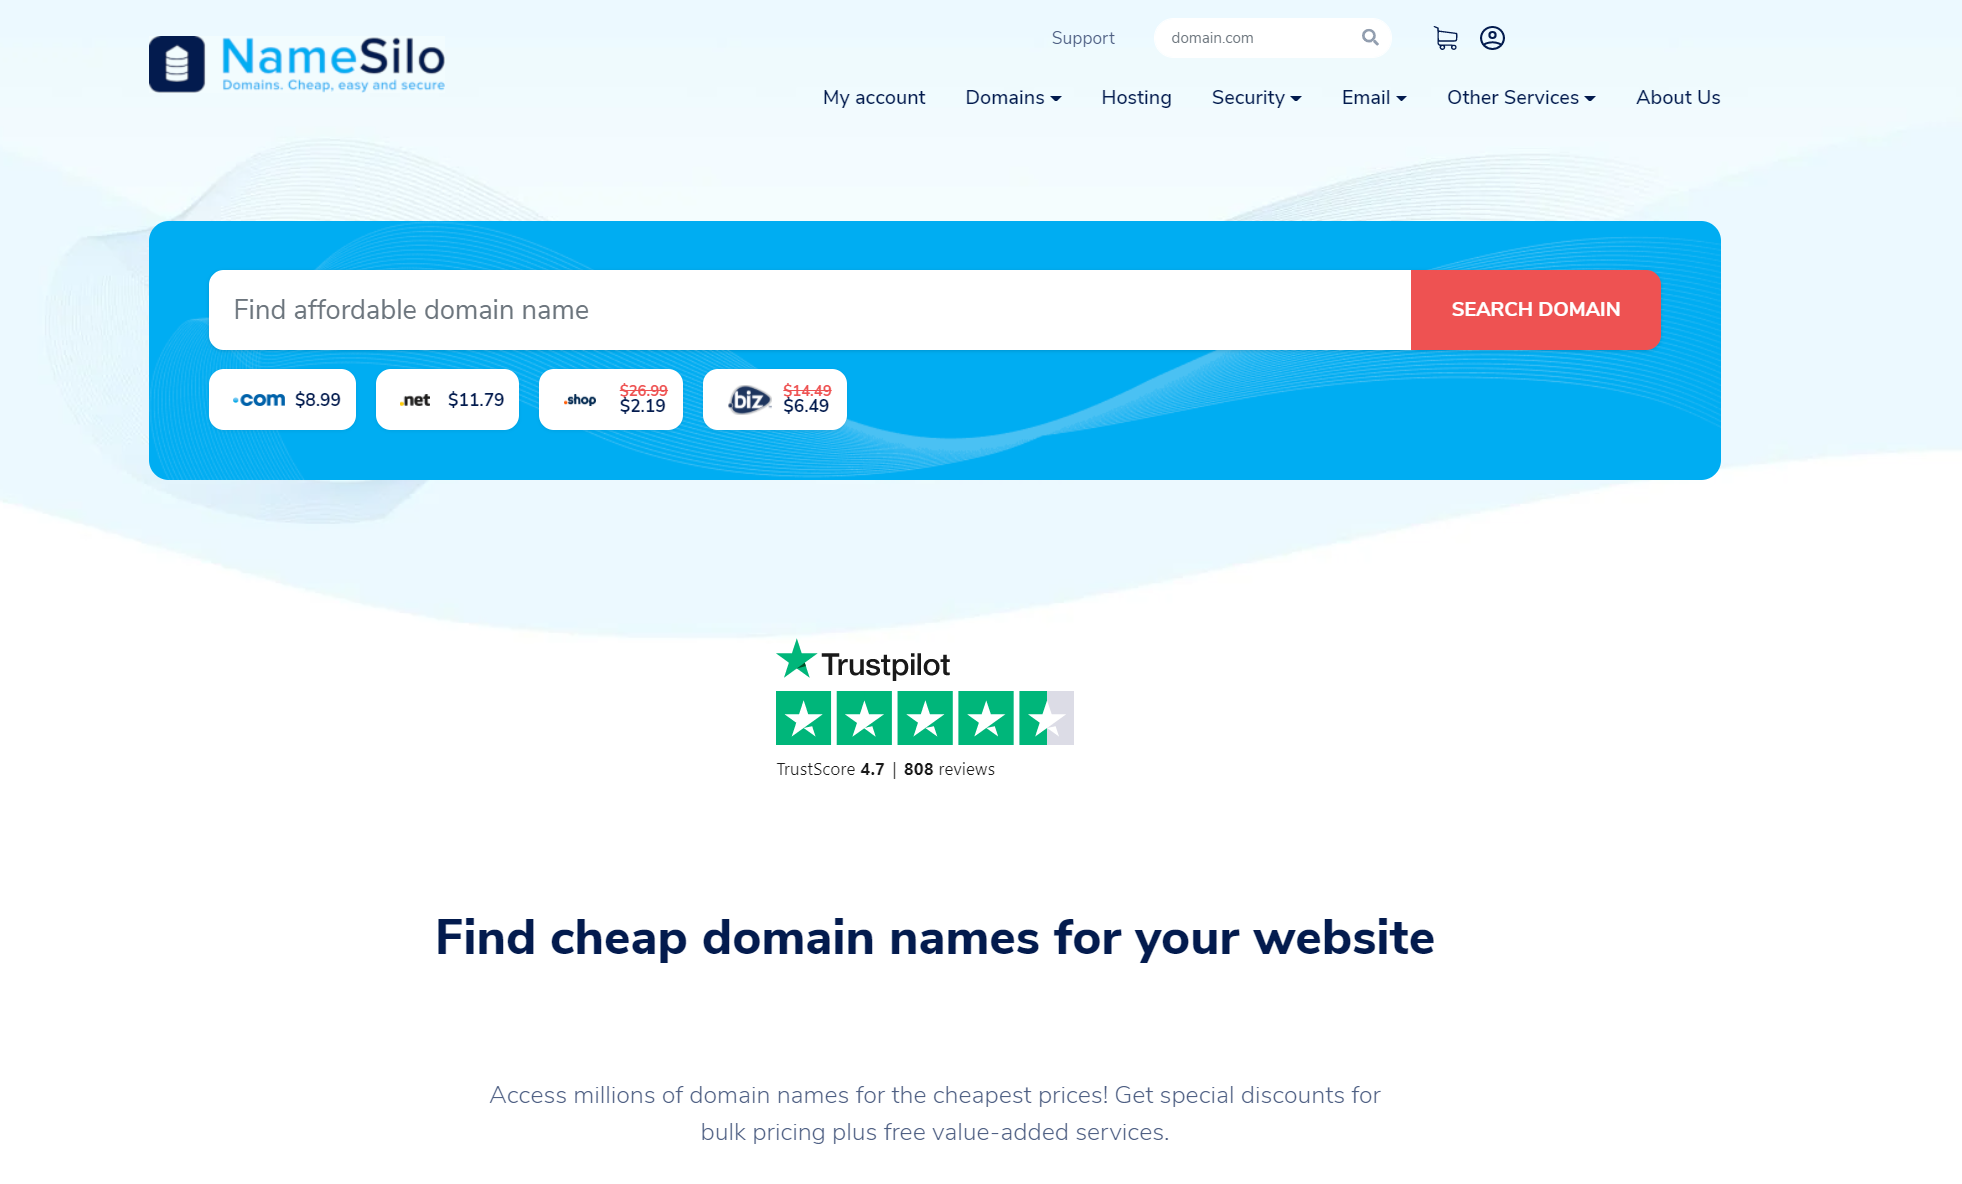 NameSilo
Domains. Cheap, easy and secure
Support
domain.com
My account
Domains
Hosting
Security
Email
Other Services
About Us
Find affordable domain name
SEARCH DOMAIN
.com $8.99
.net $11.79
.shop $26.99 $2.19
.biz $14.49 $6.49
Trustpilot
TrustScore 4.7 | 808 reviews
Find cheap domain names for your website
Access millions of domain names for the cheapest prices! Get special discounts for
bulk pricing plus free value-added services.